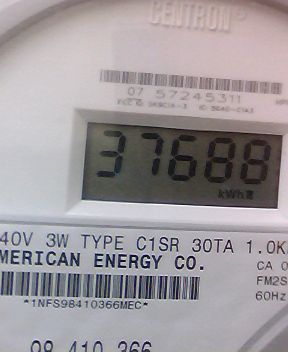 CENTRON®
07 57245311
37688
kWh
40V 3W TYPE C1SR 30TA 1.0K
MERICAN ENERGY CO.
CA 0
FM2S
60Hz
*1NFS98410366MEC*
98 410 366